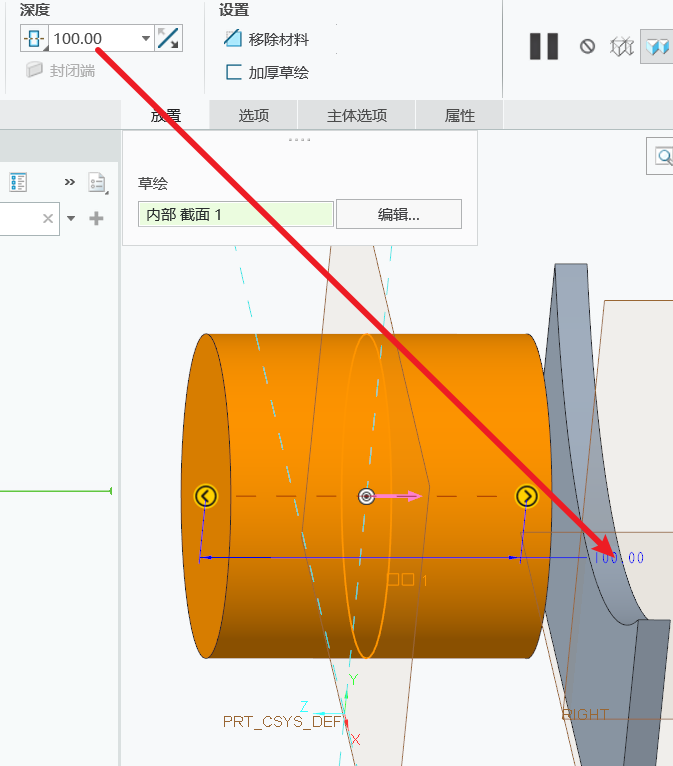 深度
设置
100.00
移除材料
封闭端
加厚草绘
放置
选项
主体选项
属性
草绘
内部 截面 1
编辑...
100.00
1
Y
Z
PRT_CSYS_DEF
X
RIGHT